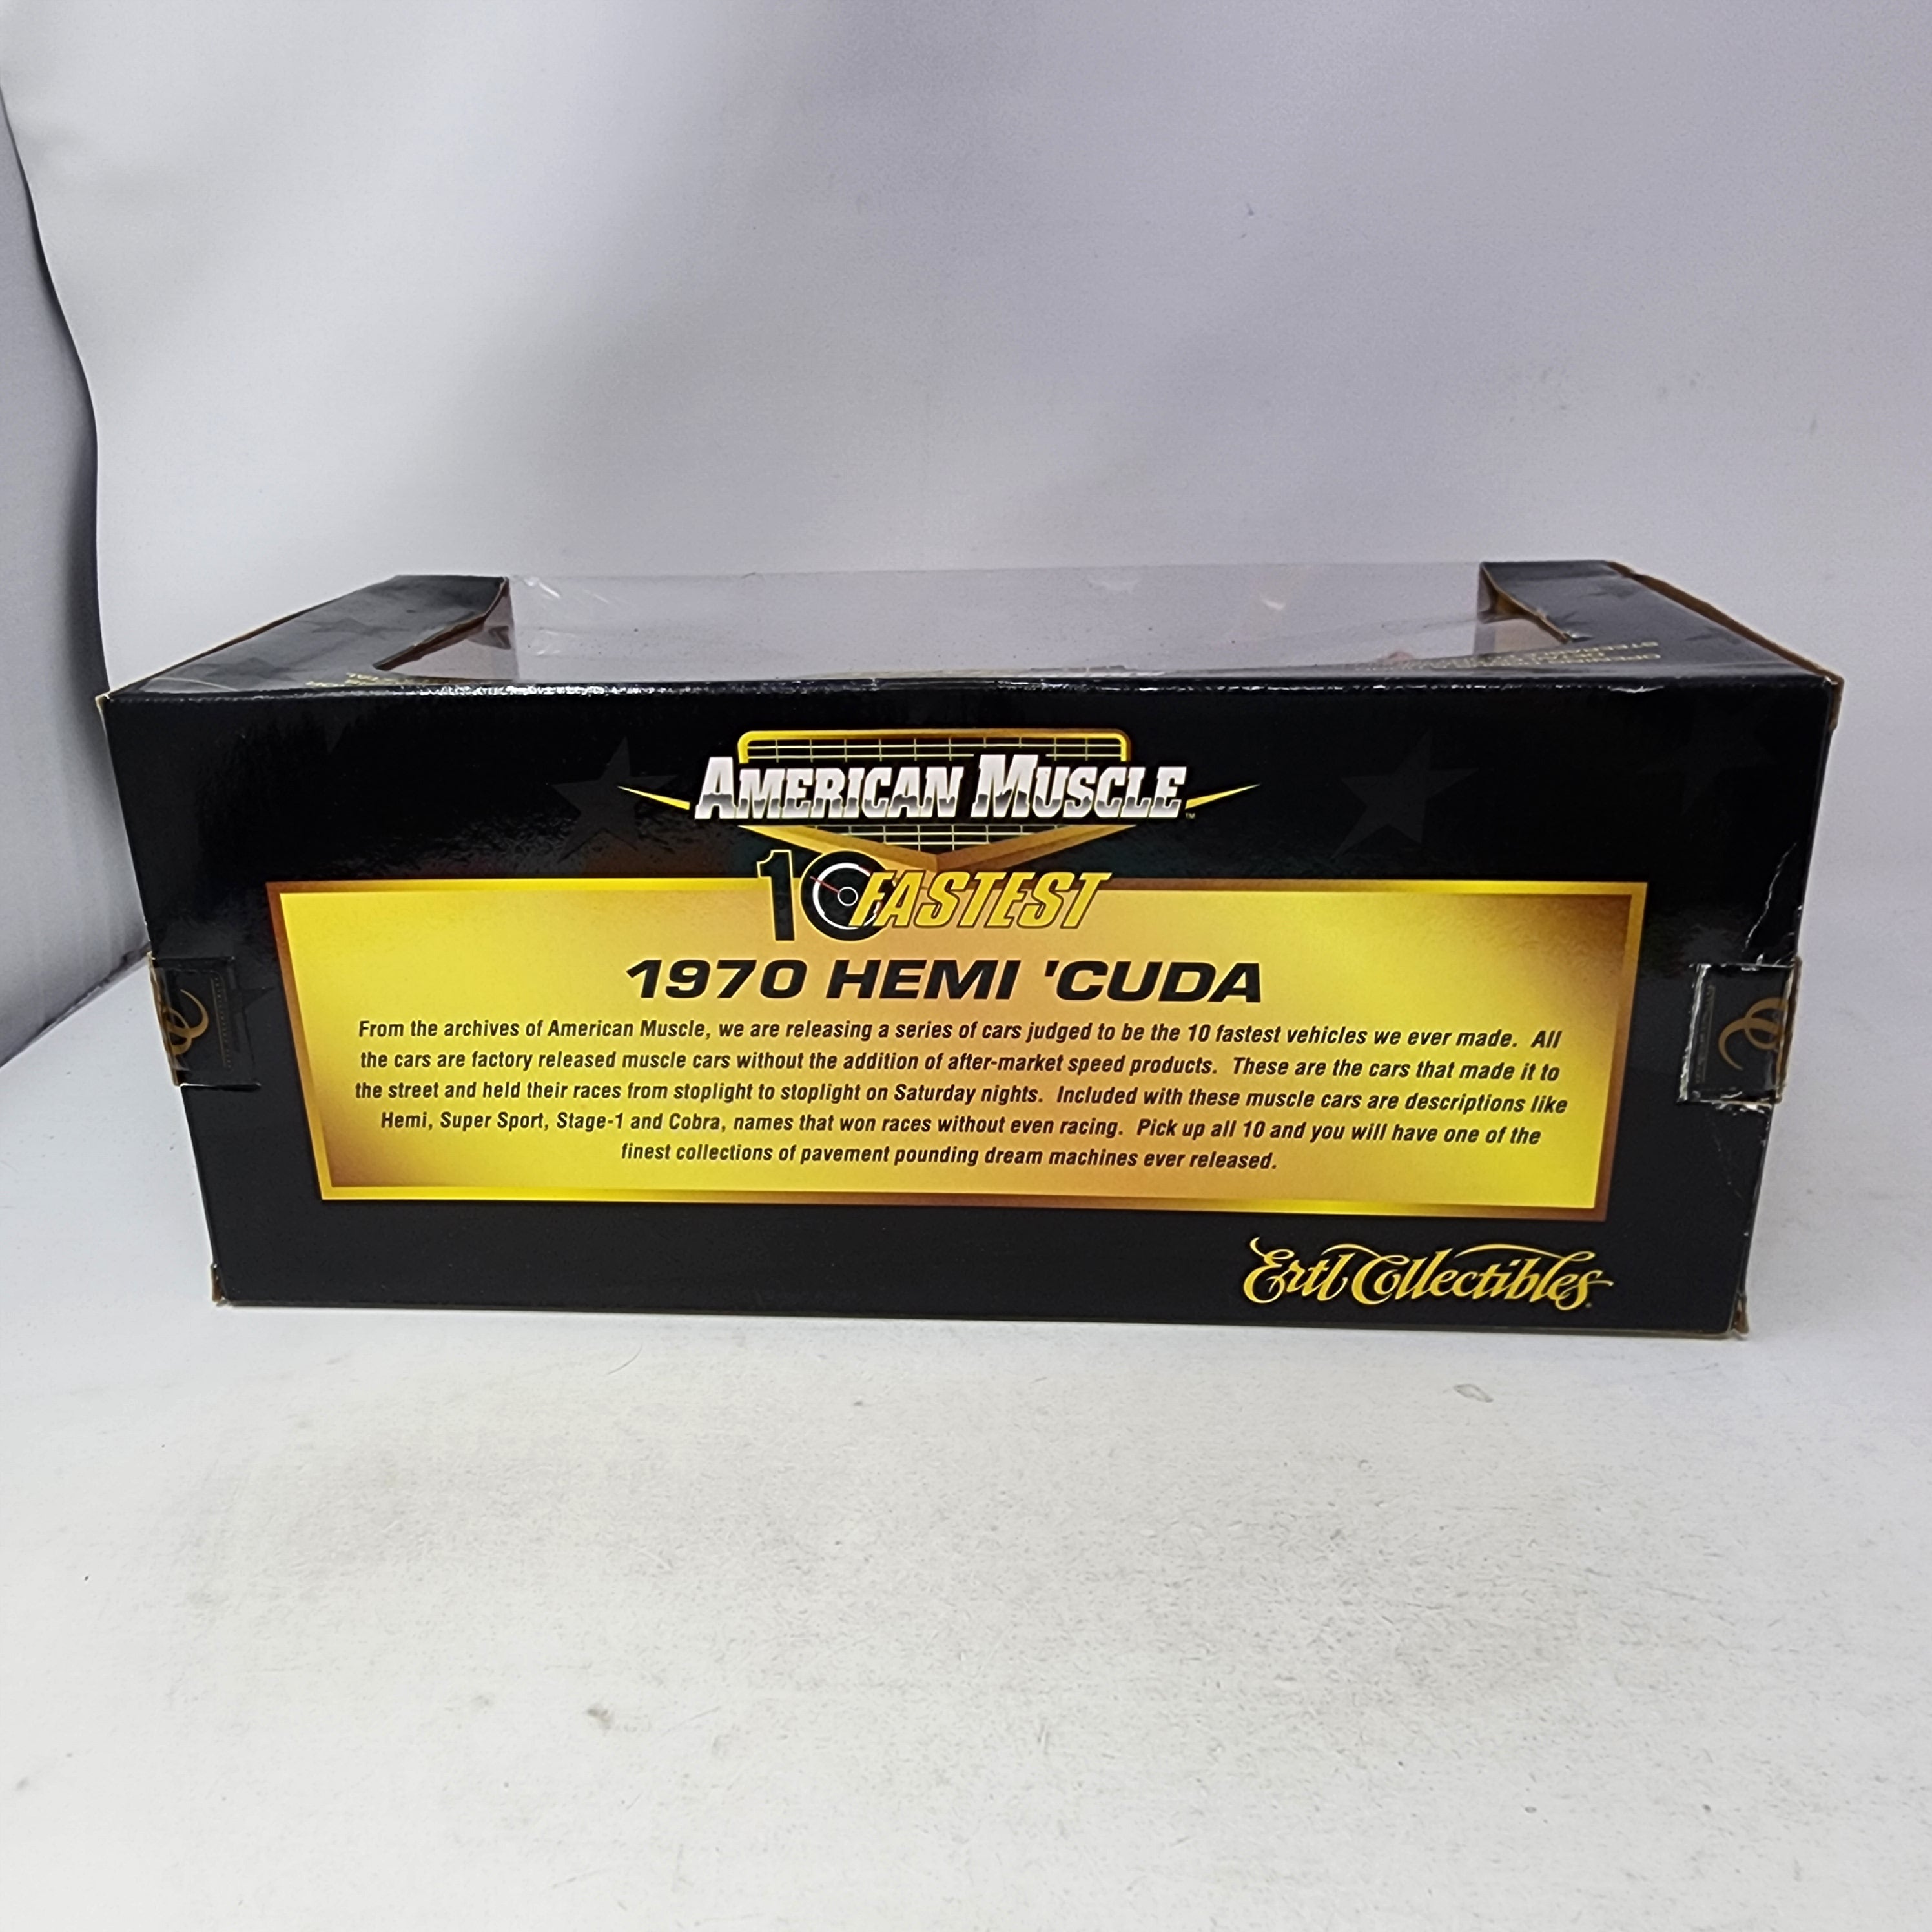 AMERICAN MUSCLE™
10 FASTEST
1970 HEMI 'CUDA
From the archives of American Muscle, we are releasing a series of cars judged to be the 10 fastest vehicles we ever made. All
the cars are factory released muscle cars without the addition of after-market speed products. These are the cars that made it to
the street and held their races from stoplight to stoplight on Saturday nights. Included with these muscle cars are descriptions like
Hemi, Super Sport, Stage-1 and Cobra, names that won races without even racing. Pick up all 10 and you will have one of the
finest collections of pavement pounding dream machines ever released.
Ertl Collectibles